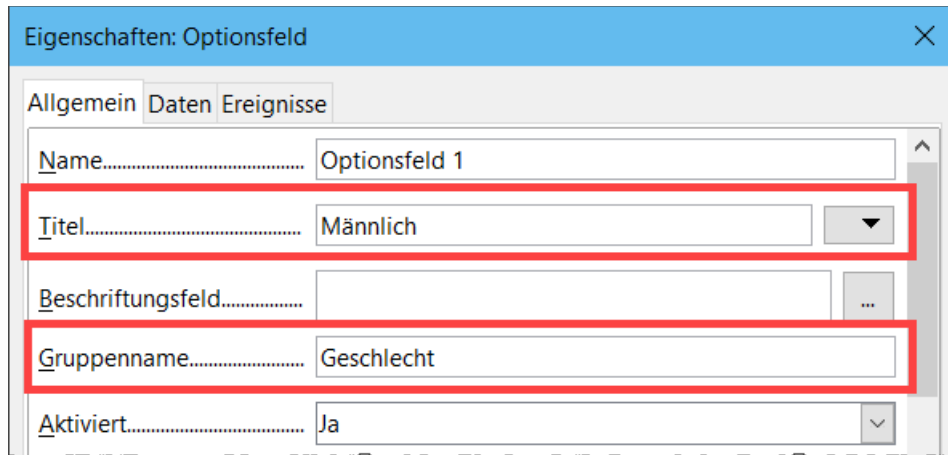 Eigenschaften: Optionsfeld
Allgemein Daten Ereignisse
Name........................................ Optionsfeld 1
Titel........................................... Männlich
Beschriftungsfeld................. ...
Gruppenname........................ Geschlecht
Aktiviert..................................... Ja